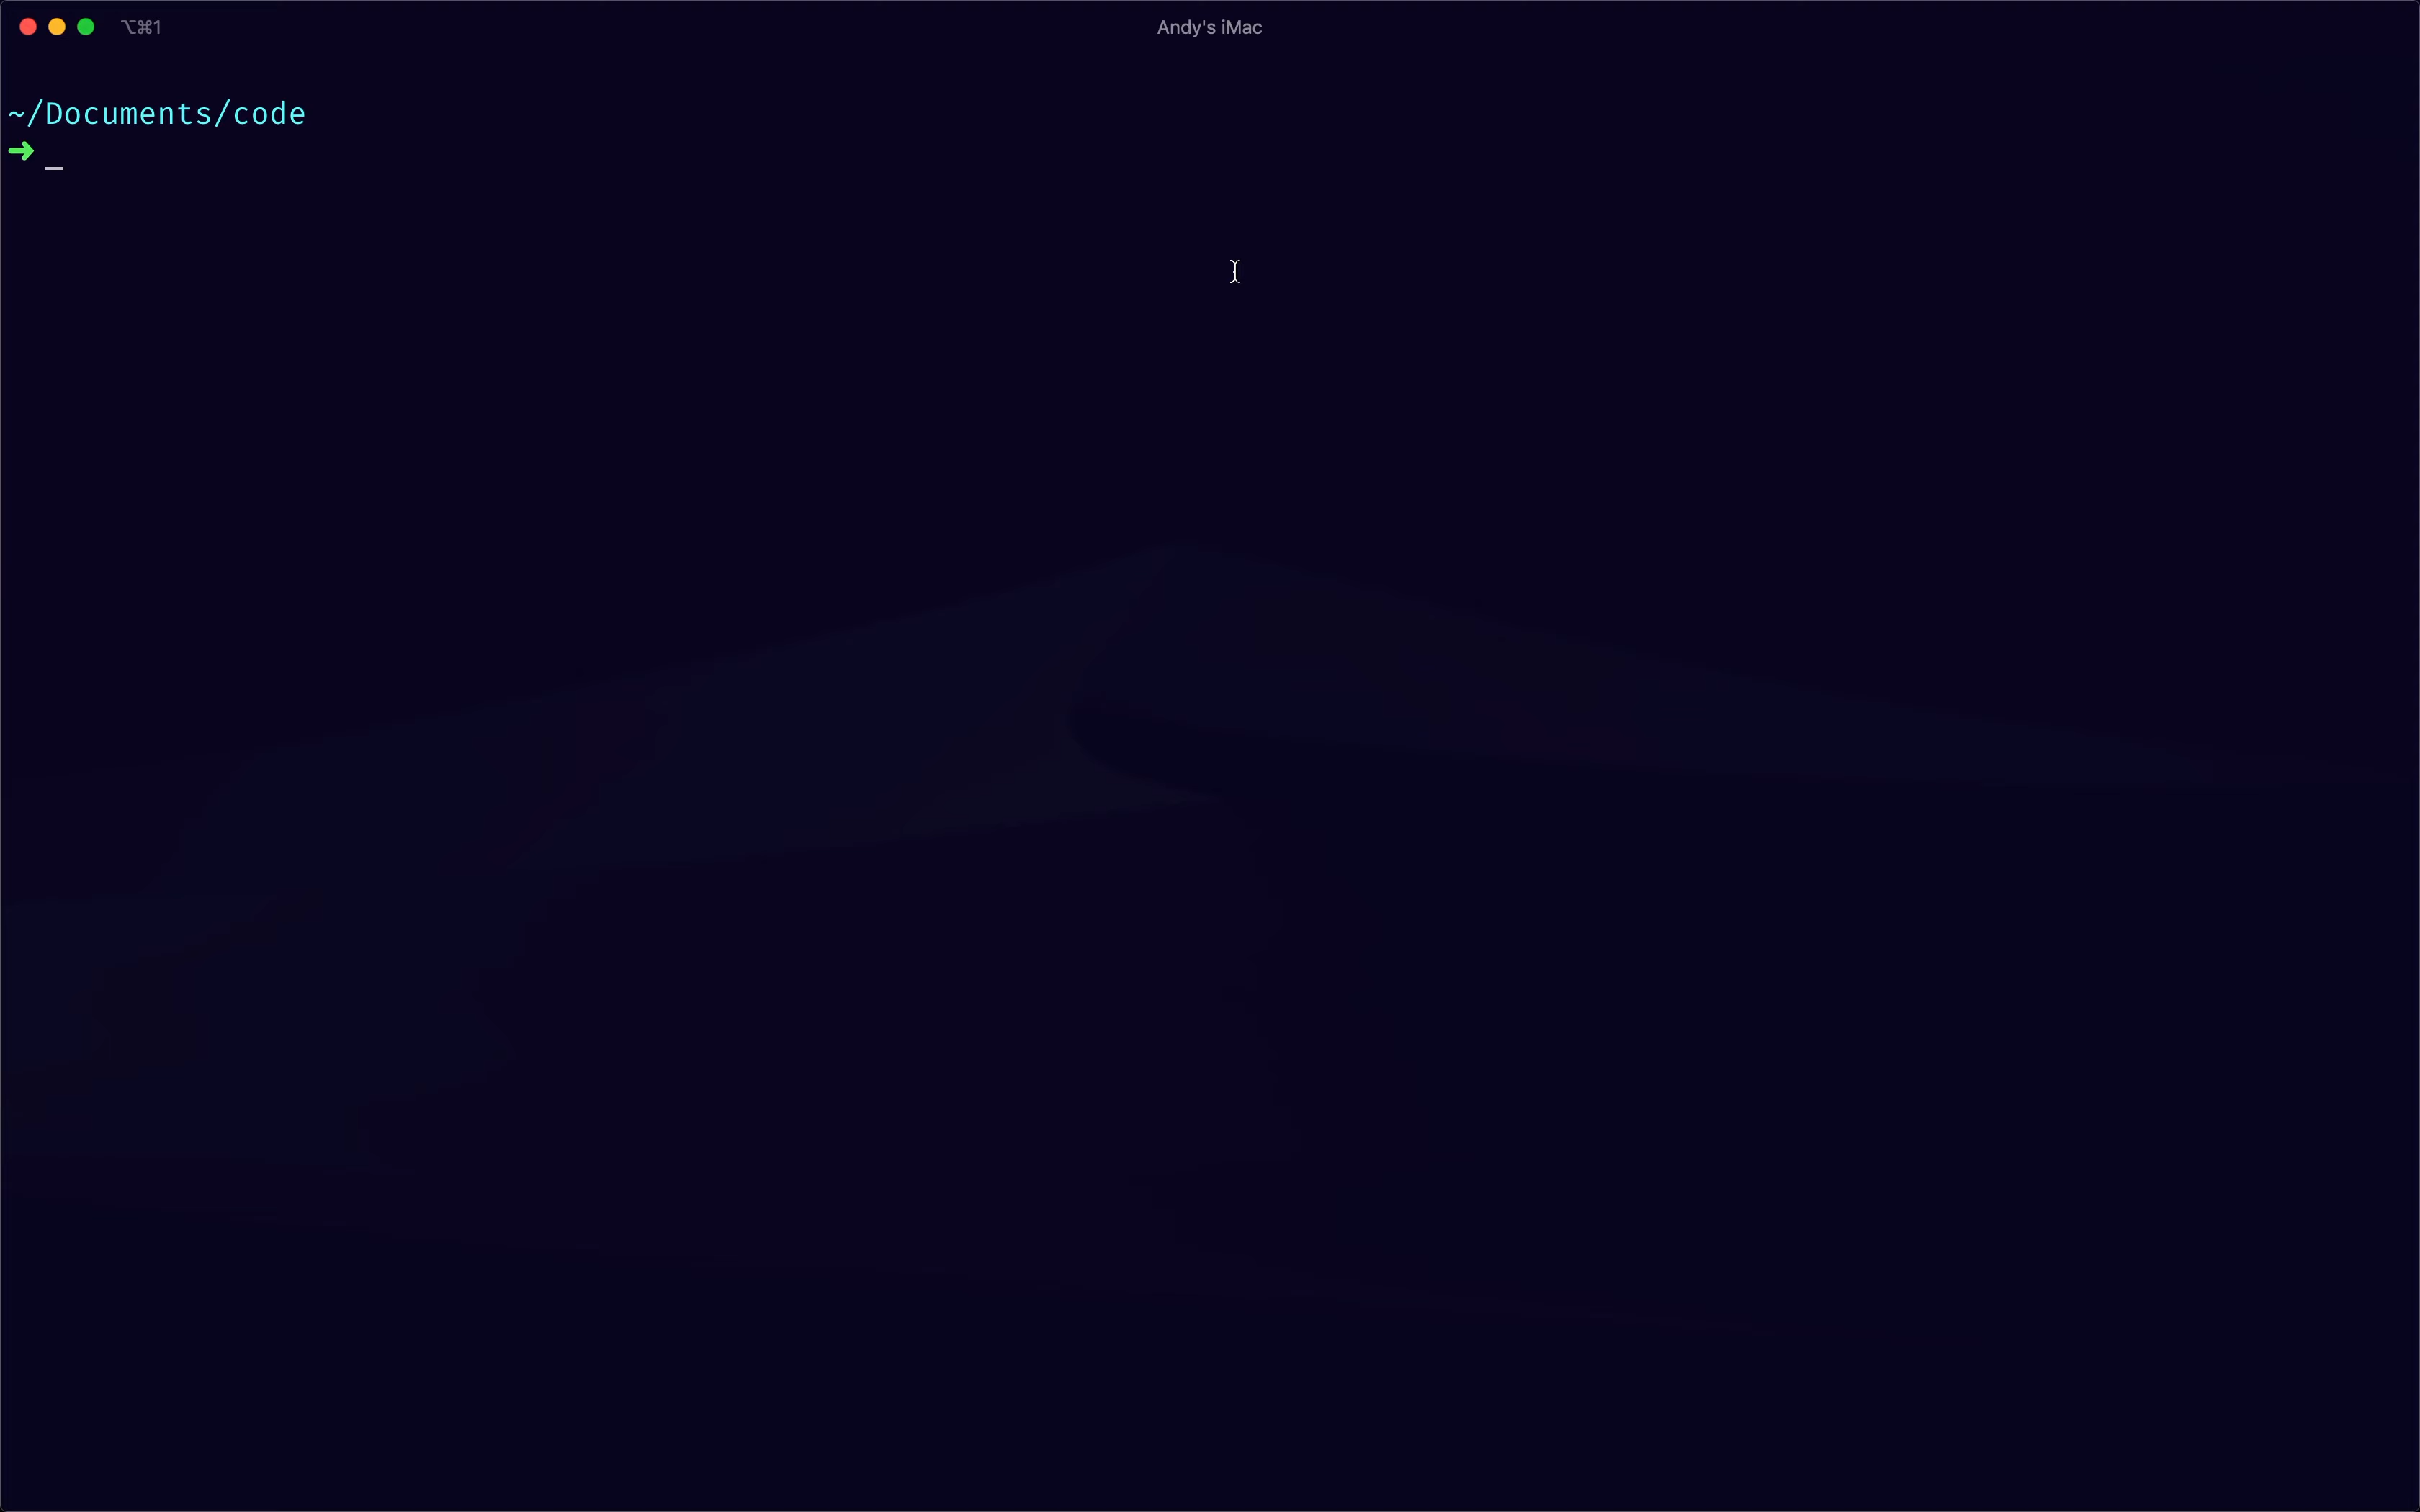 ⌥⌘1
Andy's iMac
~/Documents/code
➜ _